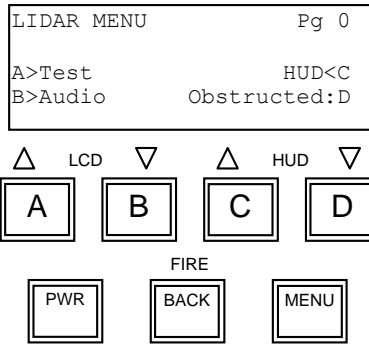 LIDAR MENU Pg 0
A>Test HUD<C
B>Audio Obstructed:D
△ LCD ▽ △ HUD ▽
A B C D
FIRE
PWR BACK MENU